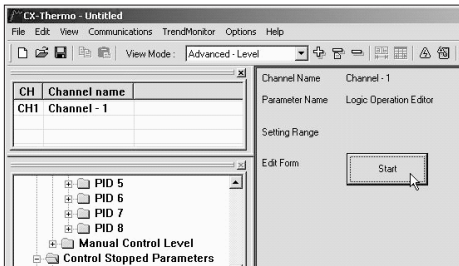 CX-Thermo - Untitled
File Edit View Communications TrendMonitor Options
View Mode : Advanced - Level
CH Channel name
CH1 Channel - 1
PID 5
PID 6
PID 7
PID 8
Manual Control Level
Control Stopped Parameters
Channel Name Channel - 1
Parameter Name Logic Operation Editor
Setting Range
Edit Form Start